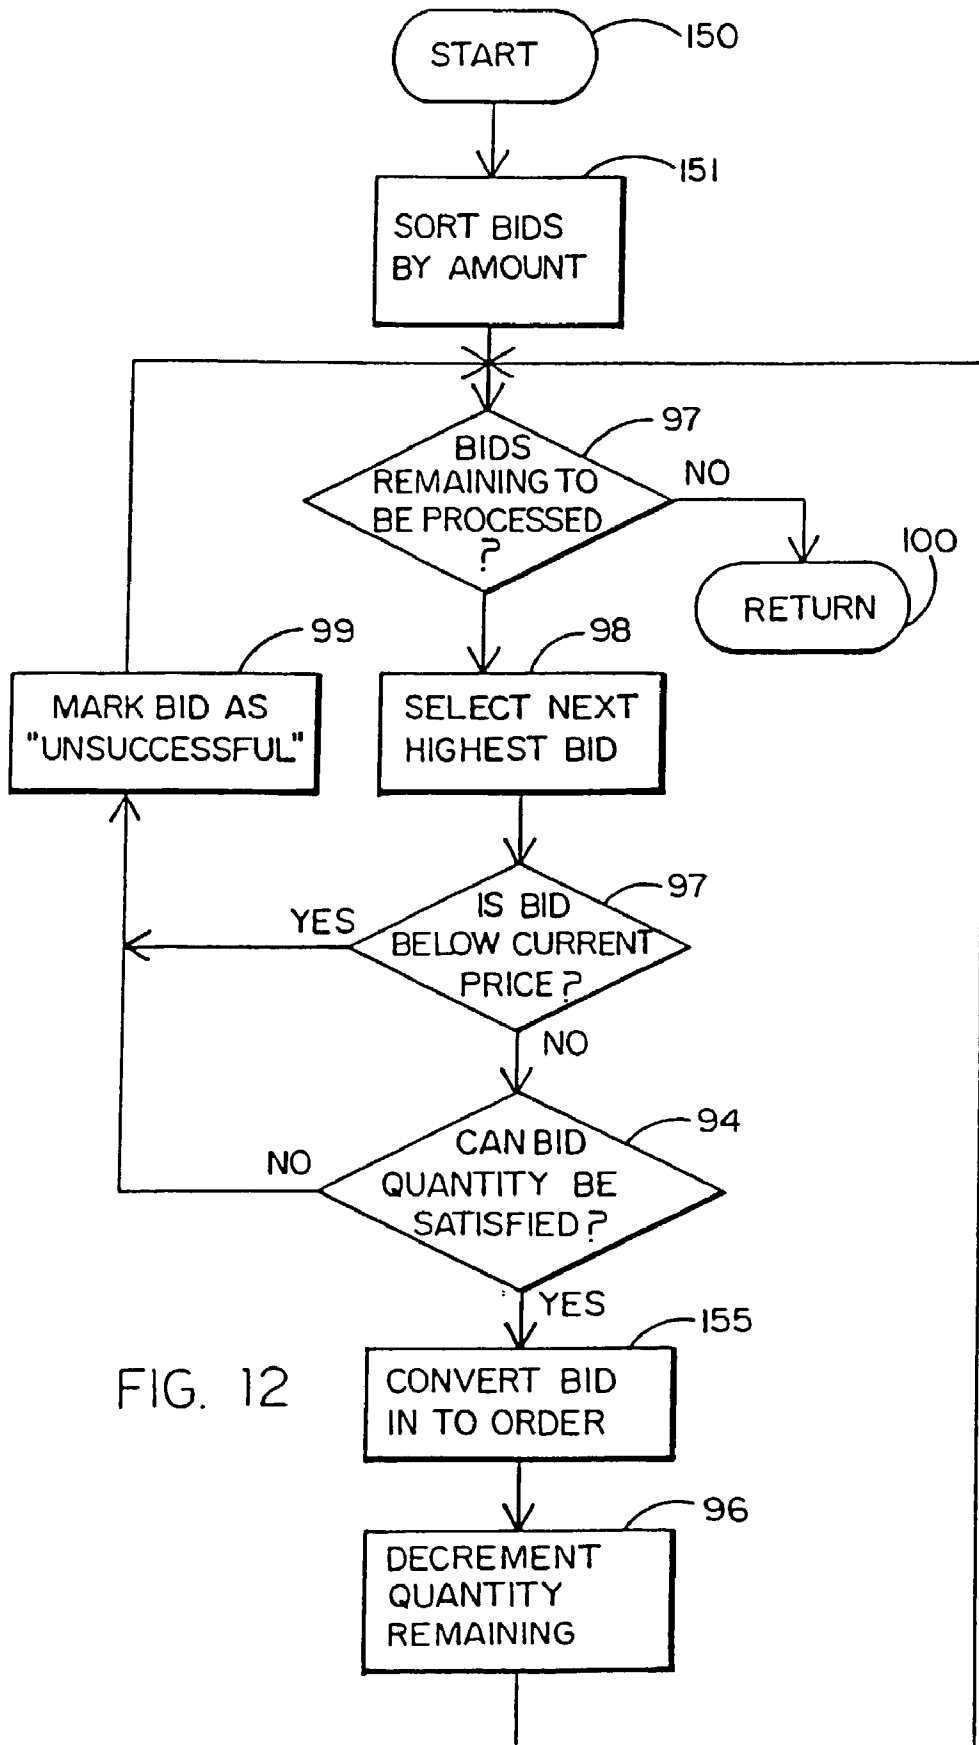 START
150
151
SORT BIDS
BY AMOUNT
97
BIDS
REMAINING TO
BE PROCESSED
?
NO
100
RETURN
99
MARK BID AS
"UNSUCCESSFUL"
98
SELECT NEXT
HIGHEST BID
97
YES
IS BID
BELOW CURRENT
PRICE?
NO
94
NO
CAN BID
QUANTITY BE
SATISFIED?
YES
155
FIG. 12
CONVERT BID
IN TO ORDER
96
DECREMENT
QUANTITY
REMAINING